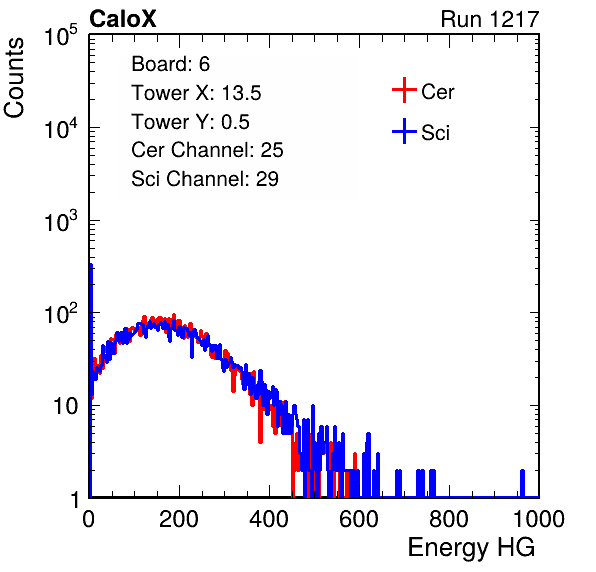 CaloX Run 1217
Counts
10^5
10^4
10^3
10^2
10
1
Board: 6
Tower X: 13.5
Tower Y: 0.5
Cer Channel: 25
Sci Channel: 29
Cer
Sci
0 200 400 600 800 1000
Energy HG